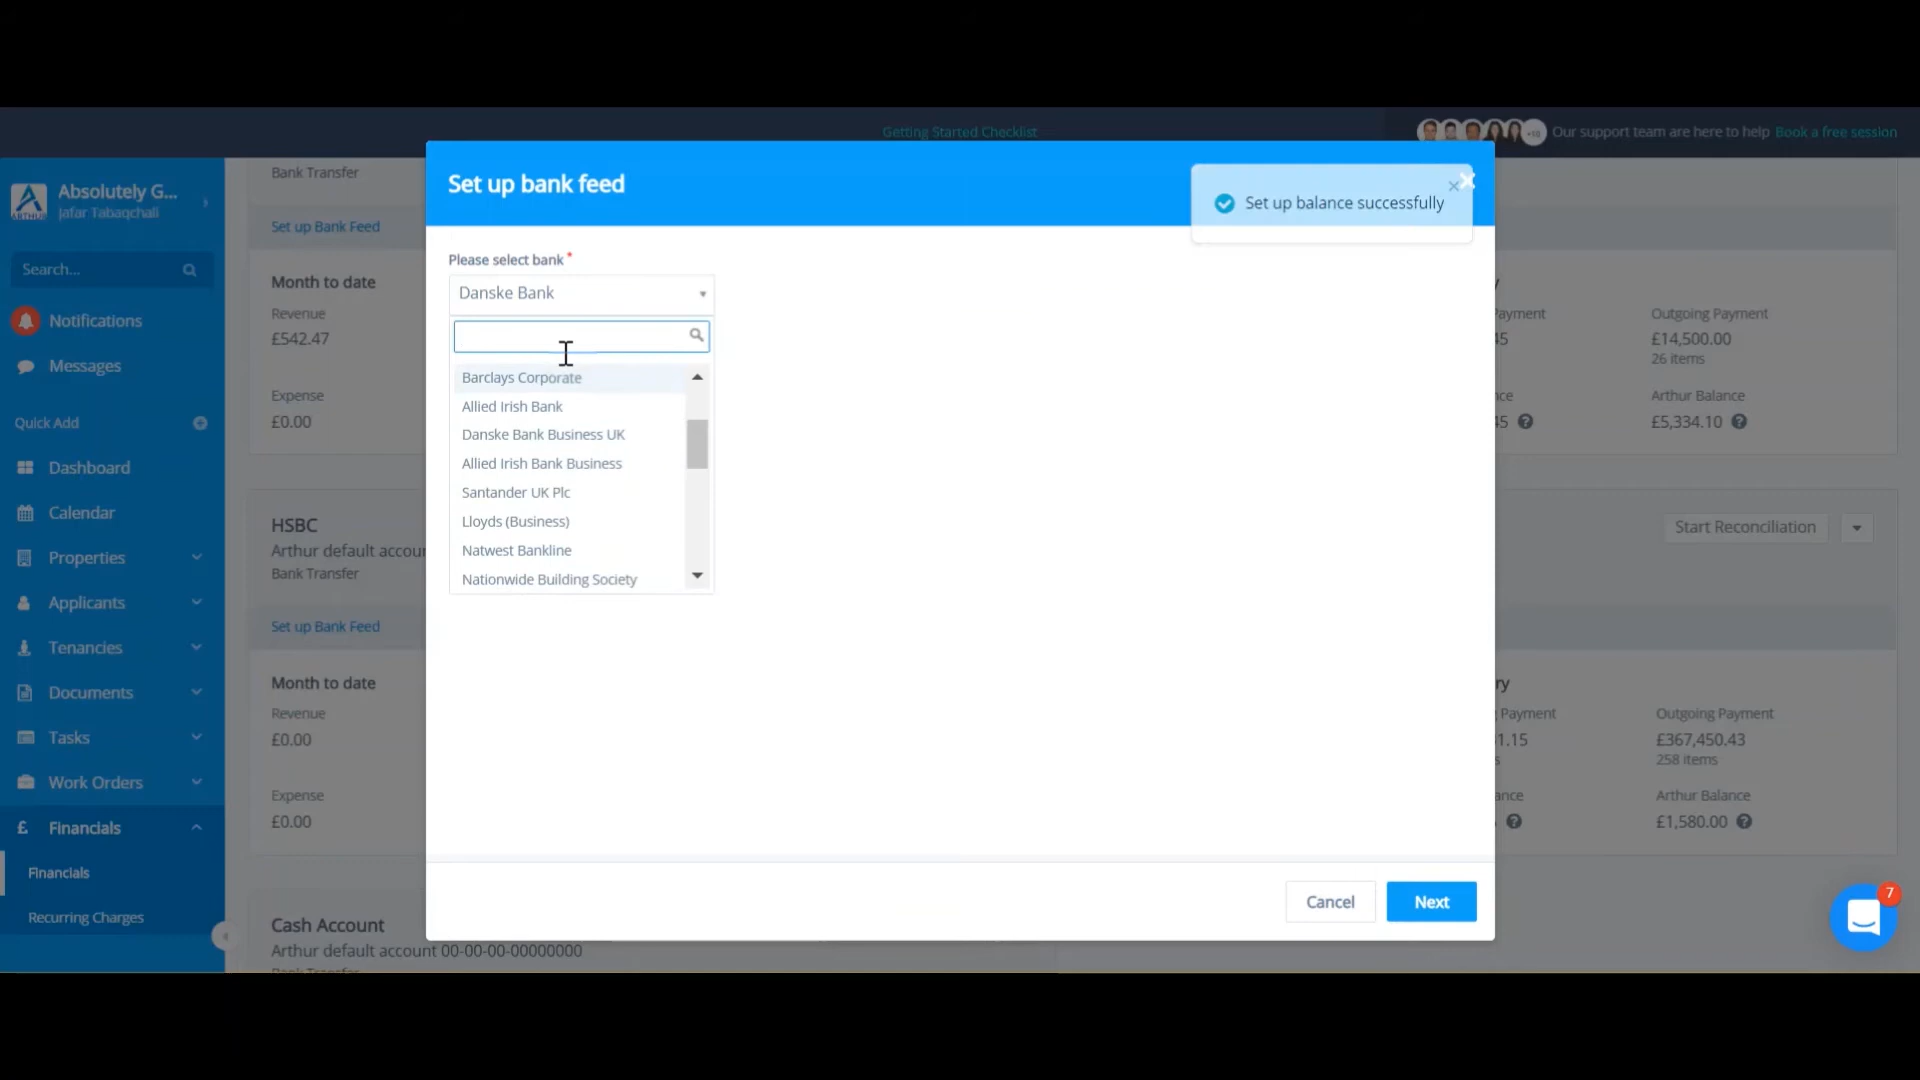 Getting Started Checklist
+10 Our support team are here to help Book a free session
Absolutely G...
Jafar Tabaqchali
ARTHUR
Search...
Notifications
Messages
Quick Add
Dashboard
Calendar
Properties
Applicants
Tenancies
Documents
Tasks
Work Orders
£ Financials
Financials
Recurring Charges
Bank Transfer
Set up Bank Feed
Month to date
Revenue
£542.47
Expense
£0.00
HSBC
Arthur default accou
Bank Transfer
Set up Bank Feed
Month to date
Revenue
£0.00
Expense
£0.00
Cash Account
Arthur default account 00-00-00-00000000
Set up bank feed
Set up balance successfully
Please select bank *
Danske Bank
Barclays Corporate
Allied Irish Bank
Danske Bank Business UK
Allied Irish Bank Business
Santander UK Plc
Lloyds (Business)
Natwest Bankline
Nationwide Building Society
Cancel
Next
Payment
Outgoing Payment
45
£14,500.00
26 items
nce
Arthur Balance
45
£5,334.10
Start Reconciliation
ry
Payment
Outgoing Payment
1.15
£367,450.43
s
258 items
ance
Arthur Balance
£1,580.00
7